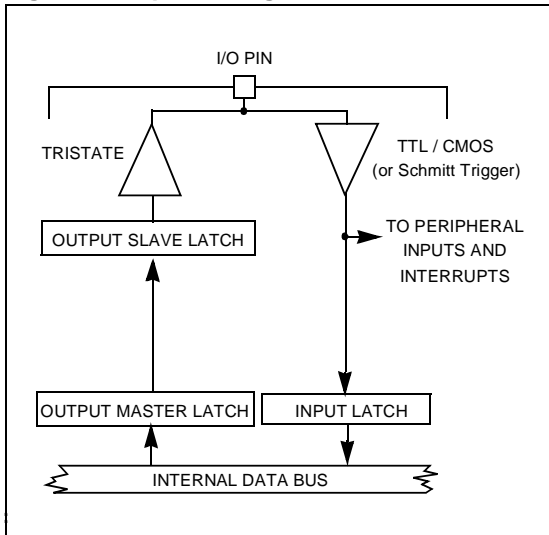 I/O PIN
TRISTATE
TTL / CMOS
(or Schmitt Trigger)
TO PERIPHERAL
INPUTS AND
INTERRUPTS
OUTPUT SLAVE LATCH
OUTPUT MASTER LATCH
INPUT LATCH
INTERNAL DATA BUS